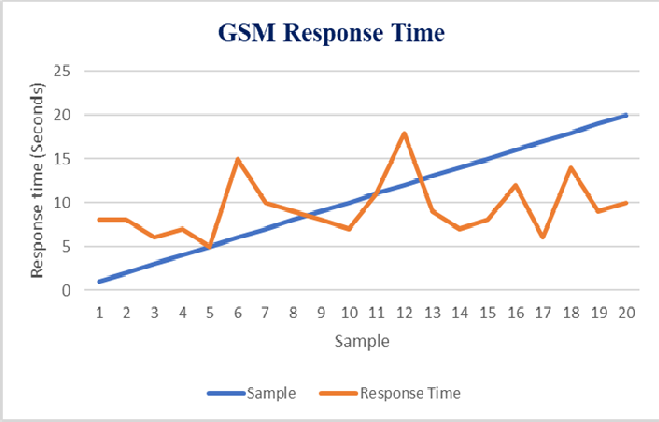 GSM Response Time
Response time (Seconds)
25
20
15
10
5
0
1 2 3 4 5 6 7 8 9 10 11 12 13 14 15 16 17 18 19 20
Sample
Sample Response Time